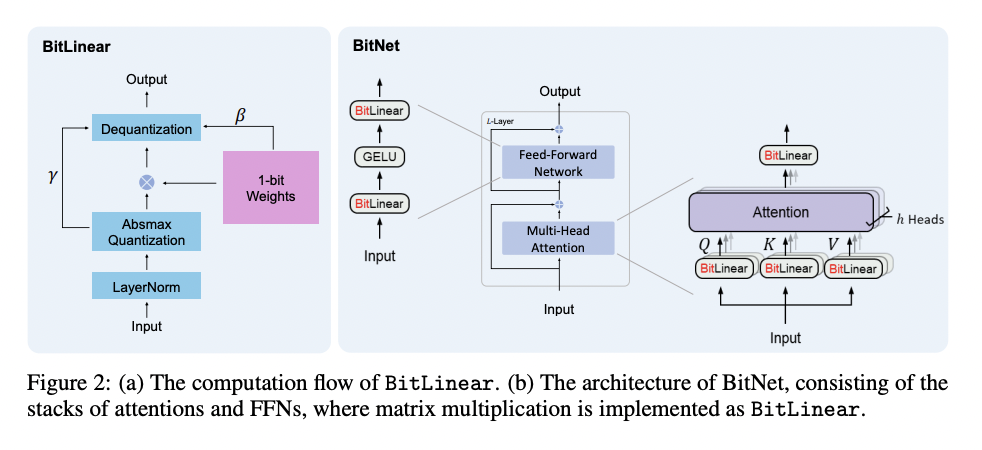 BitLinear
Output
Dequantization
β
γ
1-bit
Weights
Absmax
Quantization
LayerNorm
Input
BitNet
BitLinear
GELU
BitLinear
Input
Output
L-Layer
Feed-Forward
Network
Multi-Head
Attention
Input
BitLinear
Attention
h Heads
Q K V
BitLinear BitLinear BitLinear
Input
Figure 2: (a) The computation flow of BitLinear. (b) The architecture of BitNet, consisting of the
stacks of attentions and FFNs, where matrix multiplication is implemented as BitLinear.